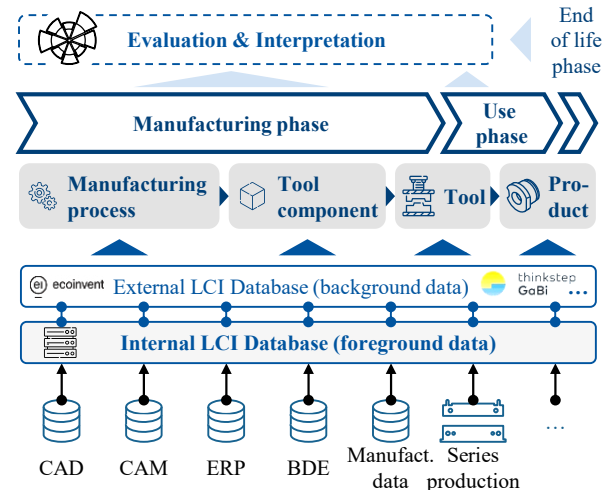 Evaluation & Interpretation
End
of life
phase
Manufacturing phase
Use
phase
Manufacturing
process
Tool
component
Tool
Pro-
duct
ei ecoinvent
External LCI Database (background data)
thinkstep
GaBi
...
Internal LCI Database (foreground data)
CAD
CAM
ERP
BDE
Manufact.
data
Series
production
...